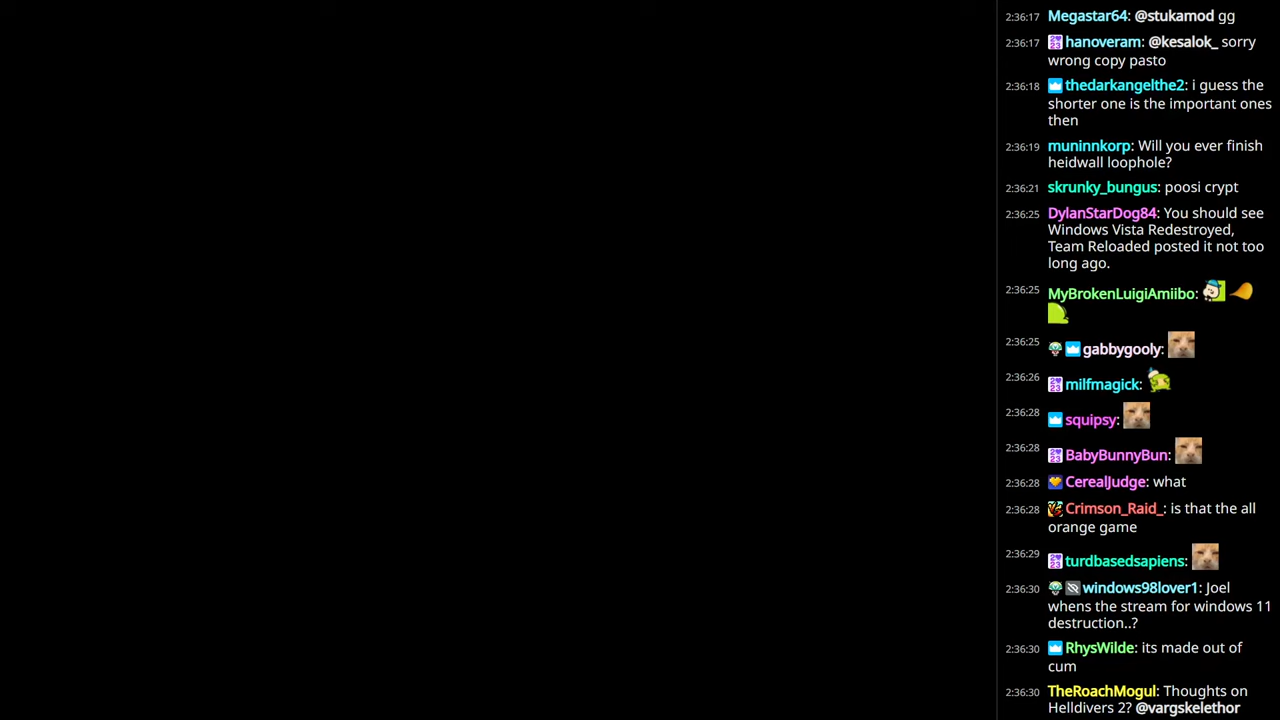 2:36:17 Megastar64: @stukamod gg
2:36:17 hanoveram: @kesalok_ sorry
wrong copy pasto
2:36:18 thedarkangelthe2: i guess the
shorter one is the important ones
then
2:36:19 muninnkorp: Will you ever finish
heidwall loophole?
2:36:21 skrunky_bungus: poosi crypt
2:36:25 DylanStarDog84: You should see
Windows Vista Redestroyed,
Team Reloaded posted it not too
long ago.
2:36:25 MyBrokenLuigiAmiibo:
2:36:25 gabbygooly:
2:36:26 milfmagick:
2:36:28 squipsy:
2:36:28 BabyBunnyBun:
2:36:28 CerealJudge: what
2:36:28 Crimson_Raid_: is that the all
orange game
2:36:29 turdbasedsapiens:
2:36:30 windows98lover1: Joel
whens the stream for windows 11
destruction..?
2:36:30 RhysWilde: its made out of
cum
2:36:30 TheRoachMogul: Thoughts on
Helldivers 2? @vargskelethor